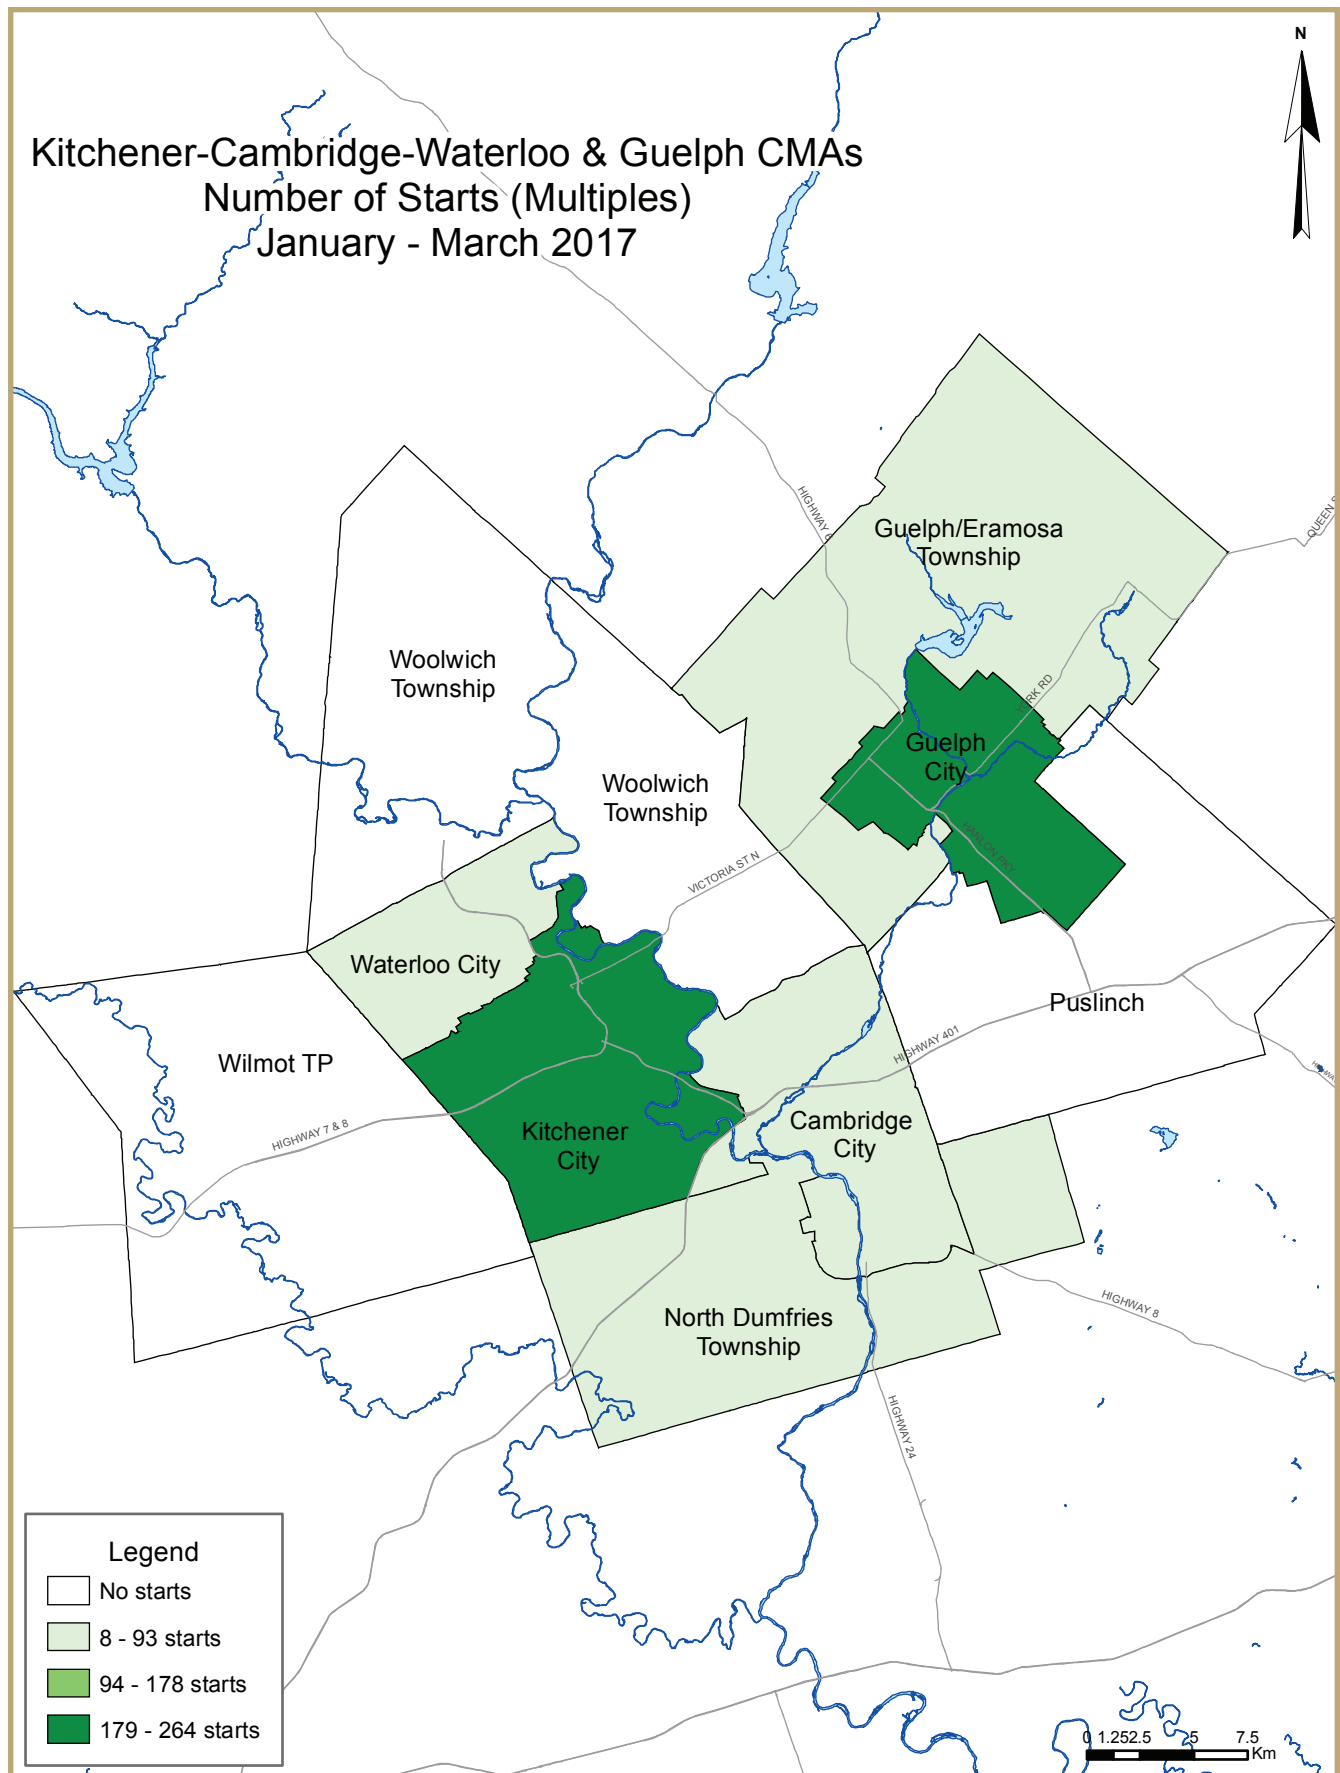 N
Kitchener-Cambridge-Waterloo & Guelph CMAs
Number of Starts (Multiples)
January - March 2017
HIGHWAY 6
QUEEN S
Guelph/Eramosa
Township
Woolwich
Township
YORK RD
Guelph
City
Woolwich
Township
HANLON PKY
VICTORIA ST N
Waterloo City
Puslinch
Wilmot TP
HIGHWAY 401
HIGHWAY 7 & 8
Kitchener
City
Cambridge
City
HIGHWAY 8
North Dumfries
Township
HIGHWAY 24
Legend
No starts
8 - 93 starts
94 - 178 starts
179 - 264 starts
0 1.25 2.5 5 7.5
Km